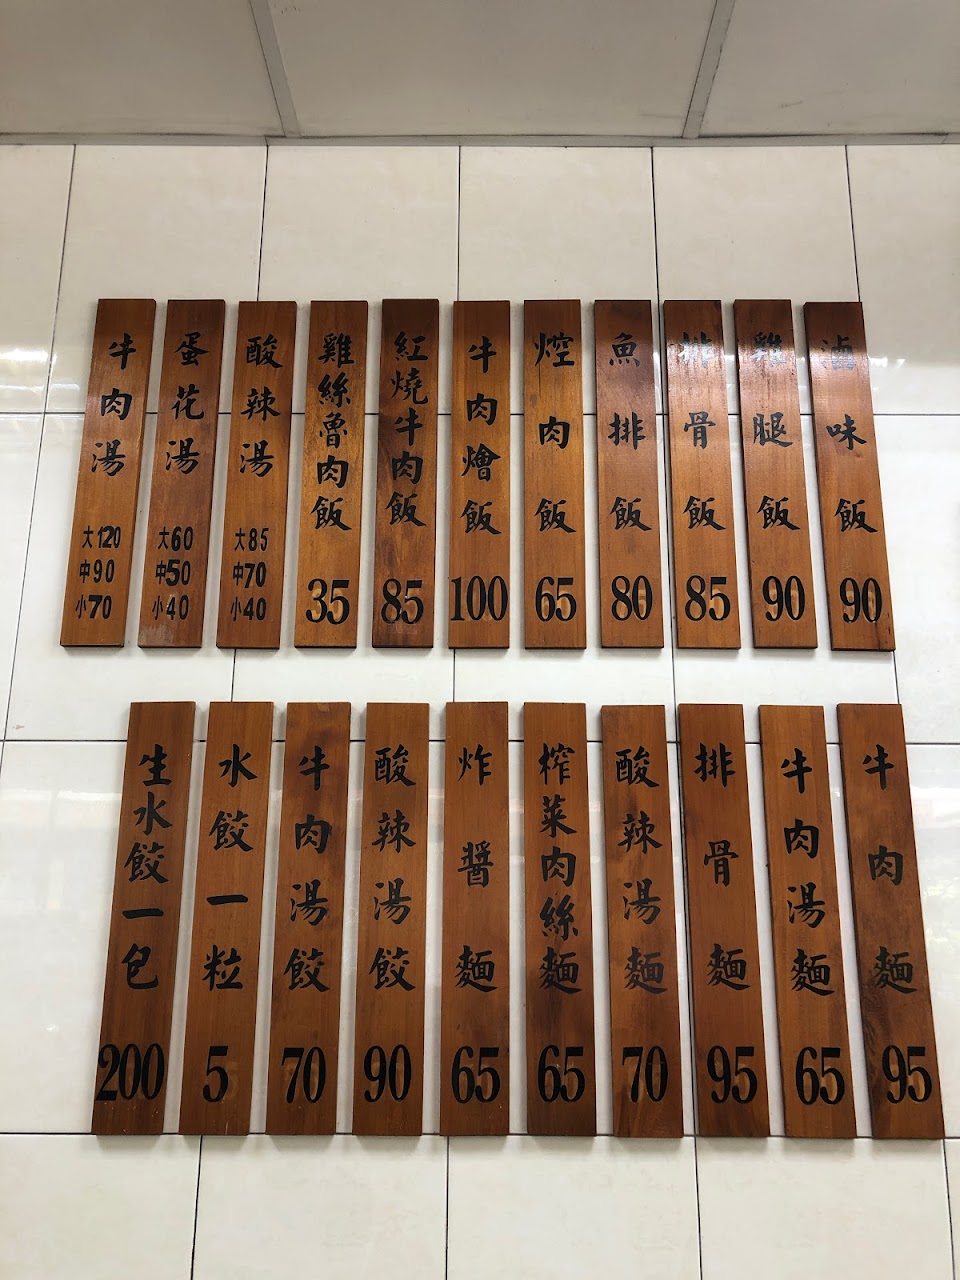 滷味飯 90
雞腿飯 90
排骨飯 85
魚排飯 80
焢肉飯 65
牛肉燴飯 100
紅燒牛肉飯 85
雞絲魯肉飯 35
酸辣湯 大85 中70 小40
蛋花湯 大60 中50 小40
牛肉湯 大120 中90 小70
牛肉麵 95
牛肉湯麵 65
排骨麵 95
酸辣湯麵 70
榨菜肉絲麵 65
炸醬麵 65
酸辣湯餃 90
牛肉湯餃 70
水餃一粒 5
生水餃一包 200